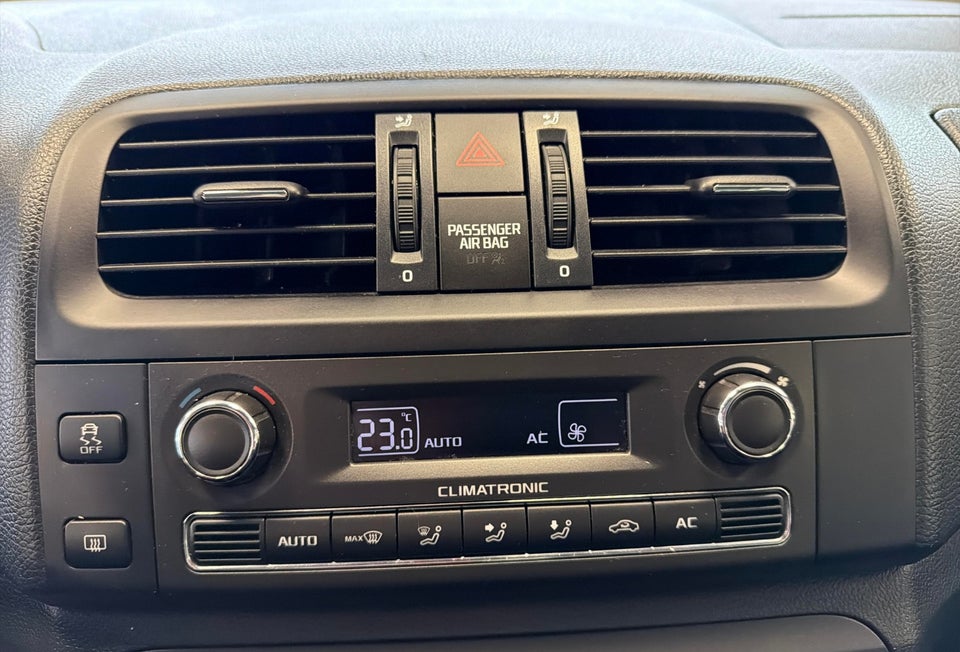 PASSENGER
AIR BAG
OFF
0
0
23.0 °C AUTO AC
OFF
CLIMATRONIC
AUTO MAX AC